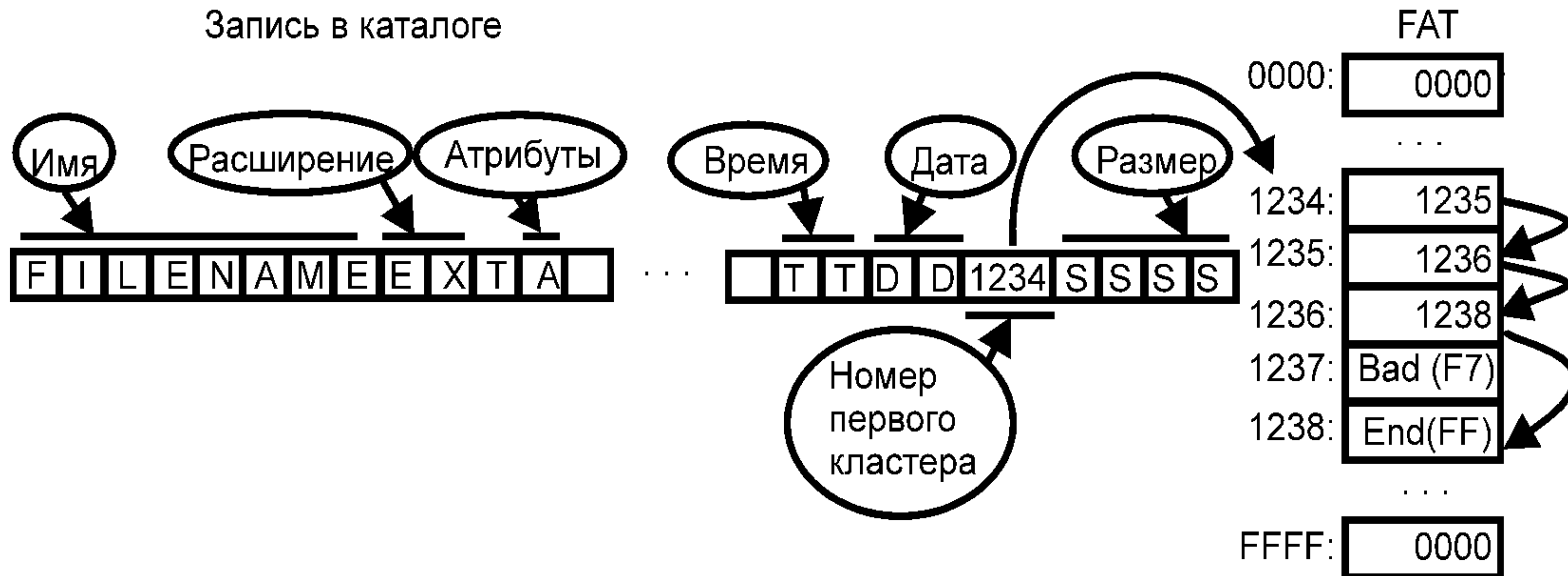 Запись в каталоге
FAT
0000: 0000
. . .
Имя Расширение Атрибуты Время Дата Размер
1234: 1235
1235: 1236
F I L E N A M E E X T A . . . T T D D 1234 S S S S
1236: 1238
1237: Bad (F7)
1238: End(FF)
Номер
первого
кластера
. . .
FFFF: 0000